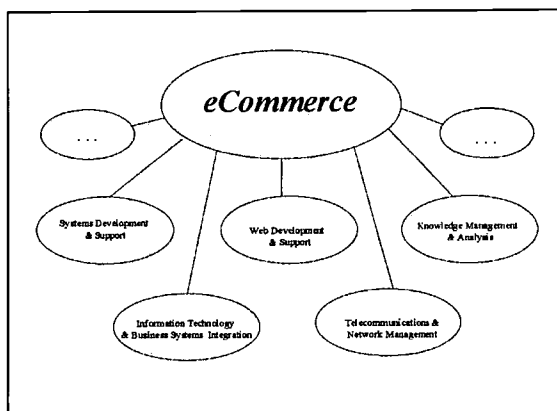 eCommerce
...
...
Systems Development
& Support
Web Development
& Support
Knowledge Management
& Analysis
Information Technology
& Business Systems Integration
Telecommunications &
Network Management